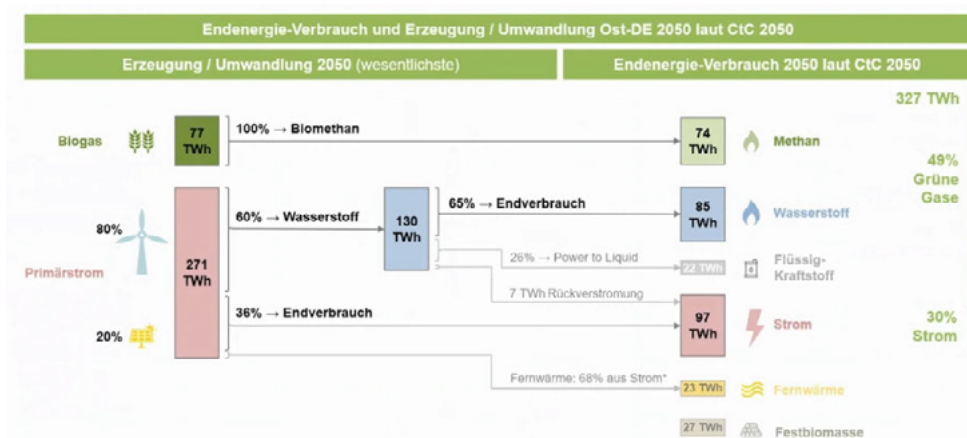 Endenergie-Verbrauch und Erzeugung / Umwandlung Ost-DE 2050 laut CtC 2050
Erzeugung / Umwandlung 2050 (wesentlichste)
Endenergie-Verbrauch 2050 laut CtC 2050
327 TWh
Biogas
77
TWh
100% → Biomethan
74
TWh
Methan
49%
Grüne
Gase
80%
Primärstrom
20%
271
TWh
60% → Wasserstoff
130
TWh
65% → Endverbrauch
85
TWh
Wasserstoff
26% → Power to Liquid
22 TWh
Flüssig-
Kraftstoff
7 TWh Rückverstromung
36% → Endverbrauch
97
TWh
Strom
30%
Strom
Fernwärme: 68% aus Strom*
23 TWh
Fernwärme
27 TWh
Festbiomasse